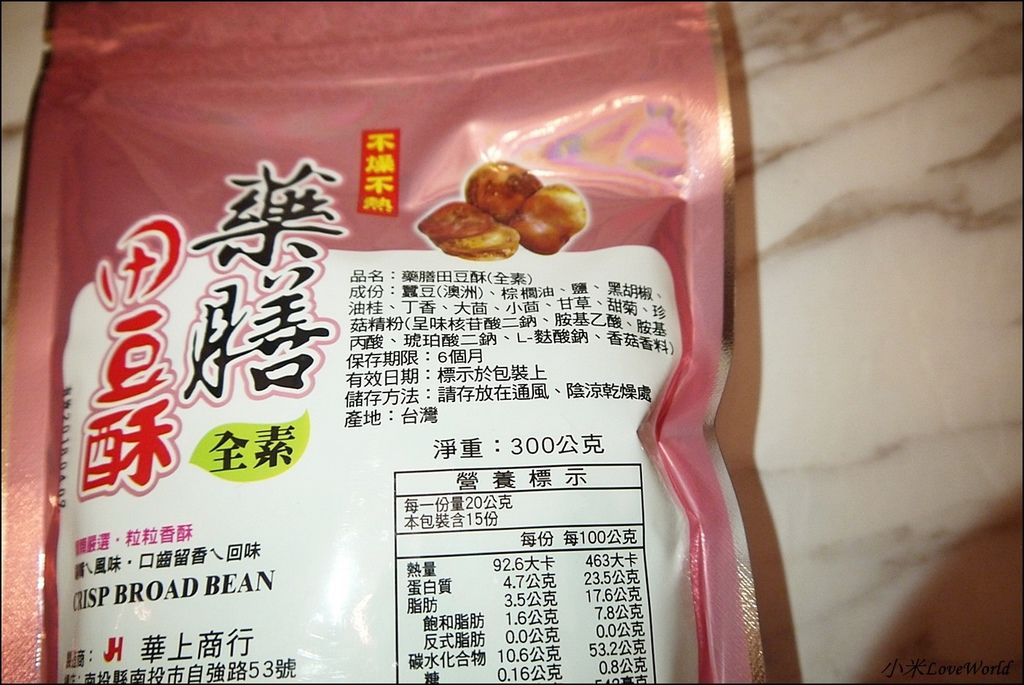 不燥不熱
藥膳
田豆酥
全素
品名：藥膳田豆酥(全素)
成份：蠶豆(澳洲)、棕櫚油、鹽、黑胡椒、
油桂、丁香、大茴、小茴、甘草、甜菊、珍
菇精粉(呈味核苷酸二鈉、胺基乙酸、胺基
丙酸、琥珀酸二鈉、L-麩酸鈉、香菇香料)
保存期限：6個月
有效日期：標示於包裝上
儲存方法：請存放在通風、陰涼乾燥處
產地：台灣
淨重：300公克
營養標示
每一份量20公克
本包裝含15份
每份 每100公克
熱量 92.6大卡 463大卡
蛋白質 4.7公克 23.5公克
脂肪 3.5公克 17.6公克
飽和脂肪 1.6公克 7.8公克
反式脂肪 0.0公克 0.0公克
碳水化合物 10.6公克 53.2公克
糖 0.16公克 0.8公克
嚴選・粒粒香酥
ㄟ風味・口齒留香ㄟ回味
CRISP BROAD BEAN
商：JH 華上商行
南投縣南投市自強路53號
小米LoveWorld